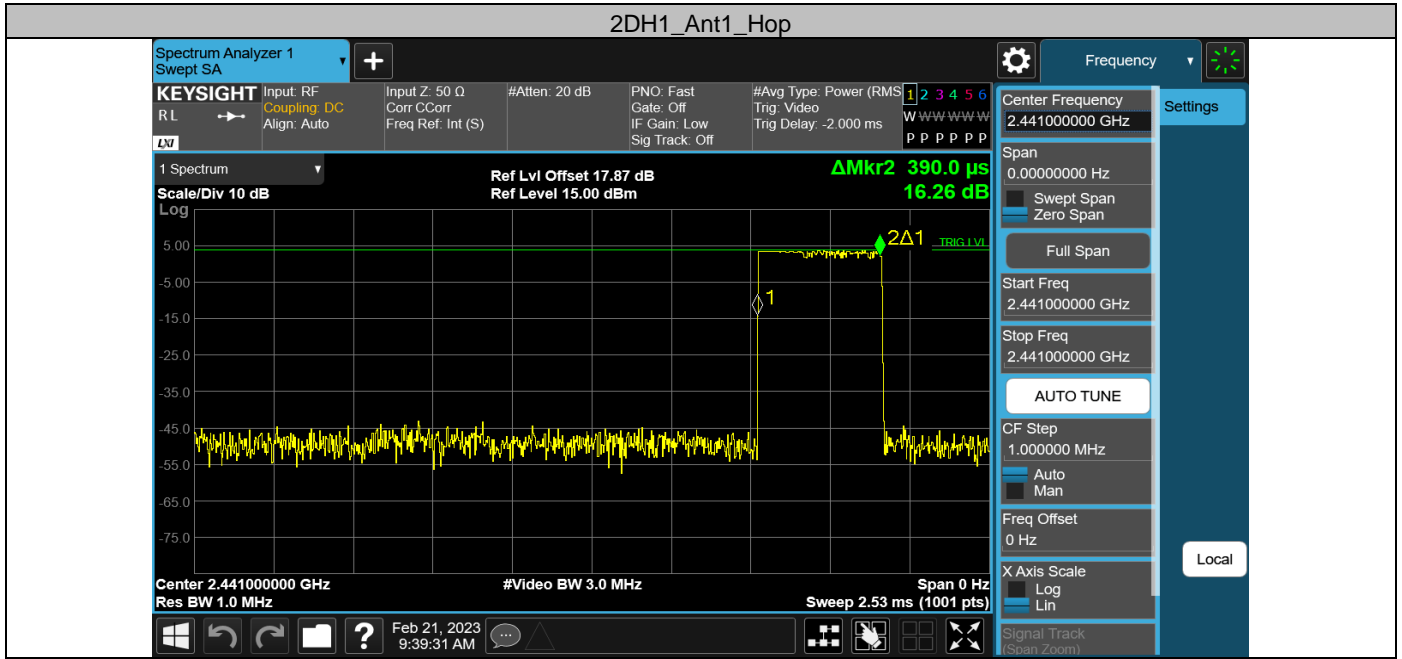 2DH1_Ant1_Hop
Spectrum Analyzer 1
Swept SA
Frequency
KEYSIGHT
R L
LXI
Input: RF
Coupling: DC
Align: Auto
Input Z: 50 Ω
Corr CCorr
Freq Ref: Int (S)
#Atten: 20 dB
PNO: Fast
Gate: Off
IF Gain: Low
Sig Track: Off
#Avg Type: Power (RMS
Trig: Video
Trig Delay: -2.000 ms
1 2 3 4 5 6
W W W W W W
P P P P P P
Center Frequency
2.441000000 GHz
Settings
1 Spectrum
Scale/Div 10 dB
Log
Ref Lvl Offset 17.87 dB
Ref Level 15.00 dBm
ΔMkr2 390.0 µs
16.26 dB
Span
0.00000000 Hz
Swept Span
Zero Span
Full Span
Start Freq
2.441000000 GHz
Stop Freq
2.441000000 GHz
AUTO TUNE
CF Step
1.000000 MHz
Auto
Man
Freq Offset
0 Hz
X Axis Scale
Log
Lin
Signal Track
(Span Zoom)
Local
5.00
-5.00
-15.0
-25.0
-35.0
-45.0
-55.0
-65.0
-75.0
2Δ1
TRIG LVL
1
Center 2.441000000 GHz
Res BW 1.0 MHz
#Video BW 3.0 MHz
Span 0 Hz
Sweep 2.53 ms (1001 pts)
?
Feb 21, 2023
9:39:31 AM